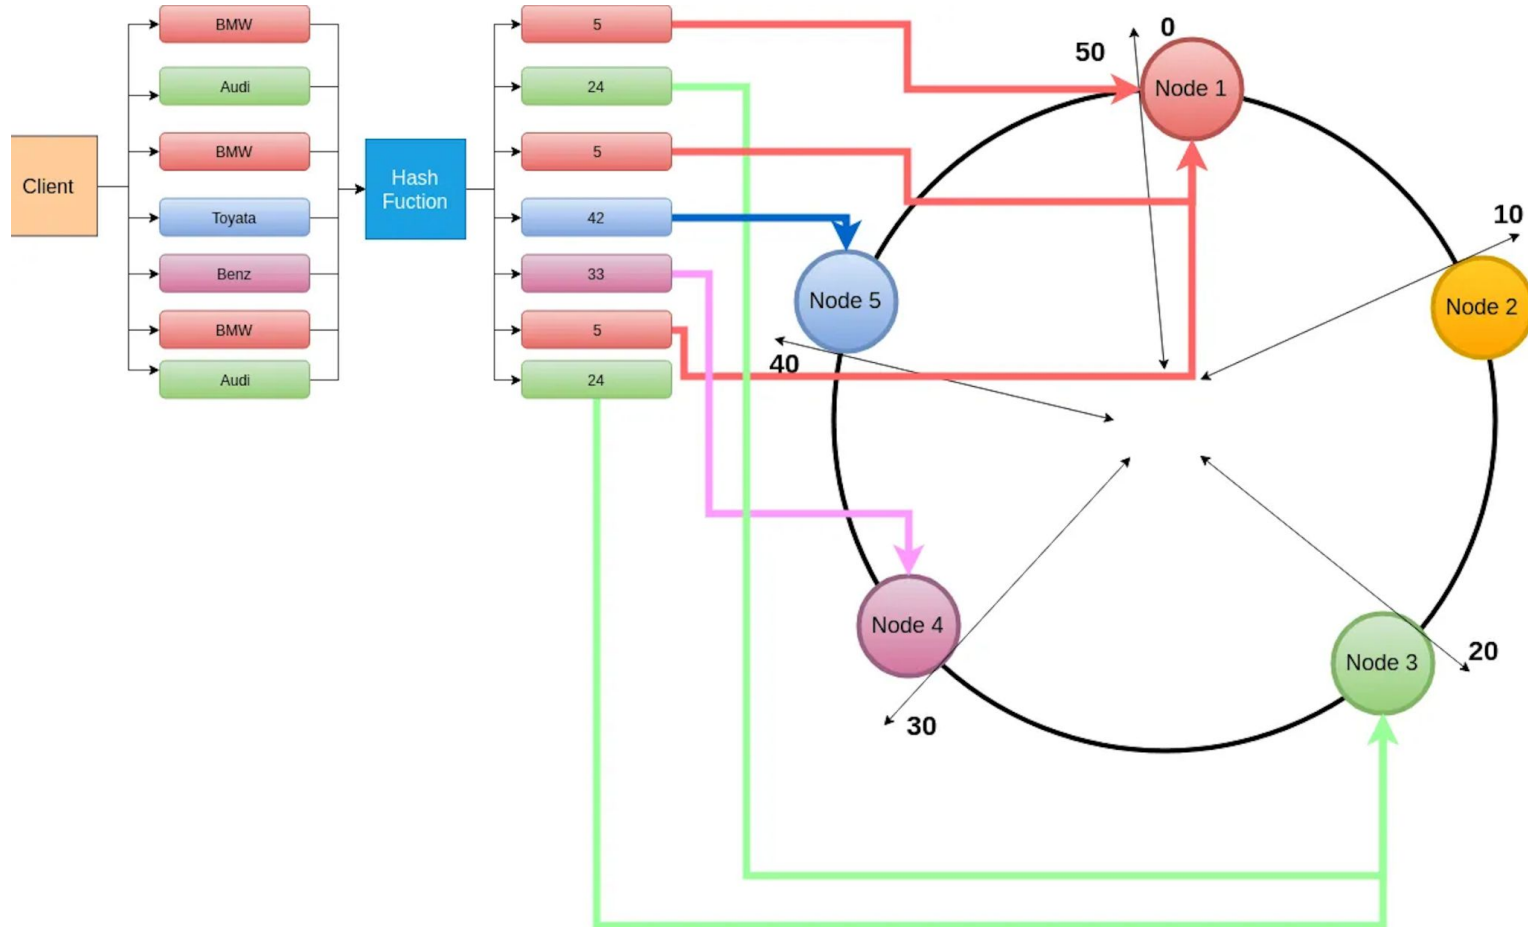 BMW
Audi
BMW
Toyata
Benz
BMW
Audi
Client
Hash
Fuction
5
24
5
42
33
5
24
0
50
Node 1
10
Node 2
Node 5
40
Node 4
30
Node 3
20